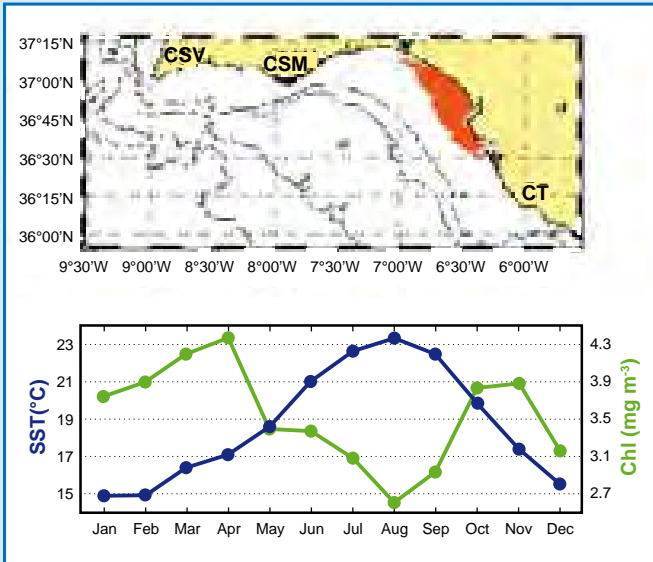 37°15'N
CSV
CSM
37°00'N
36°45'N
36°30'N
CT
36°15'N
36°00'N
9°30'W 9°00'W 8°30'W 8°00'W 7°30'W 7°00'W 6°30'W 6°00'W
23 4.3
21 3.9
19 3.5
17 3.1
15 2.7
SST(°C)
Chl (mg m⁻³)
Jan Feb Mar Apr May Jun Jul Aug Sep Oct Nov Dec